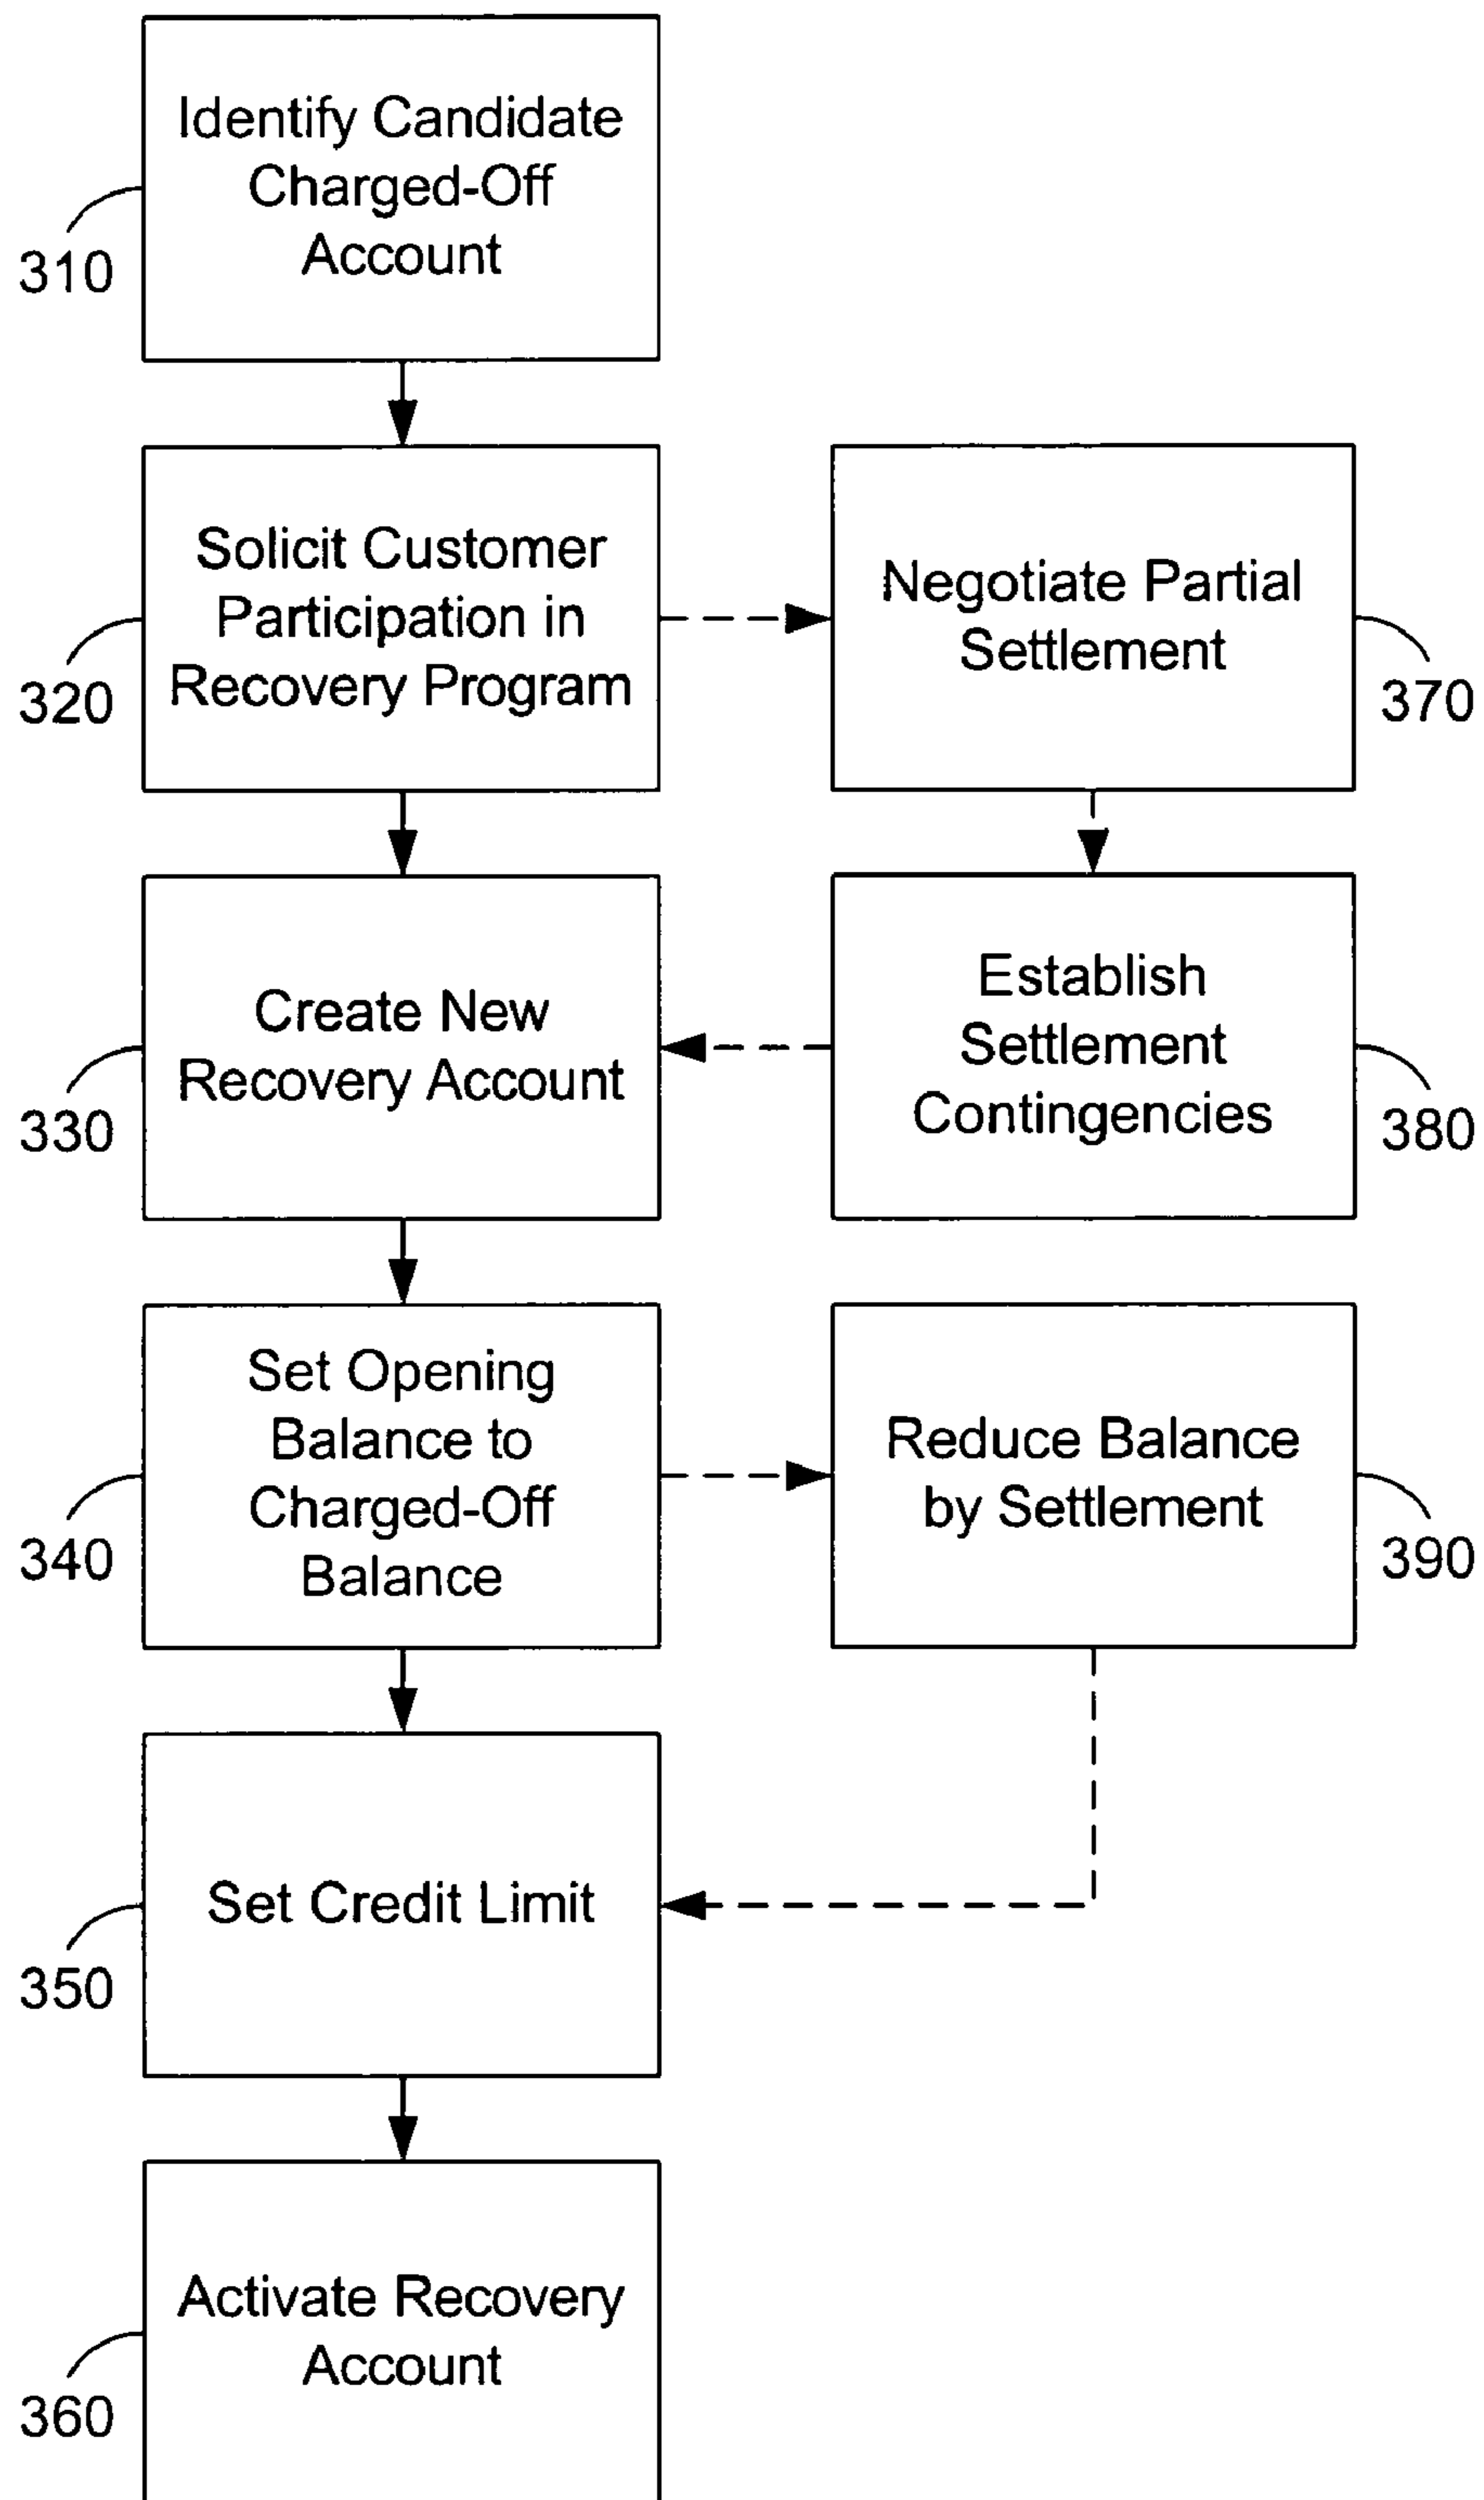 Identify Candidate
Charged-Off
Account
310
Solicit Customer
Participation in
Recovery Program
320
Negotiate Partial
Settlement
370
Create New
Recovery Account
330
Establish
Settlement
Contingencies
380
Set Opening
Balance to
Charged-Off
Balance
340
Reduce Balance
by Settlement
390
Set Credit Limit
350
Activate Recovery
Account
360